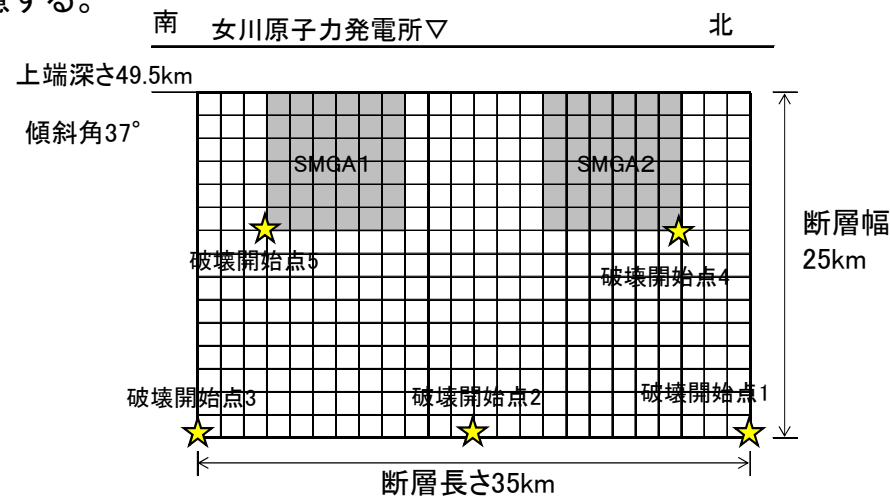 慮する。
南
女川原子力発電所▽
北
上端深さ49.5km
傾斜角37°
SMGA1
SMGA2
断層幅
25km
破壊開始点5
破壊開始点4
破壊開始点3
破壊開始点2
破壊開始点1
断層長さ35km